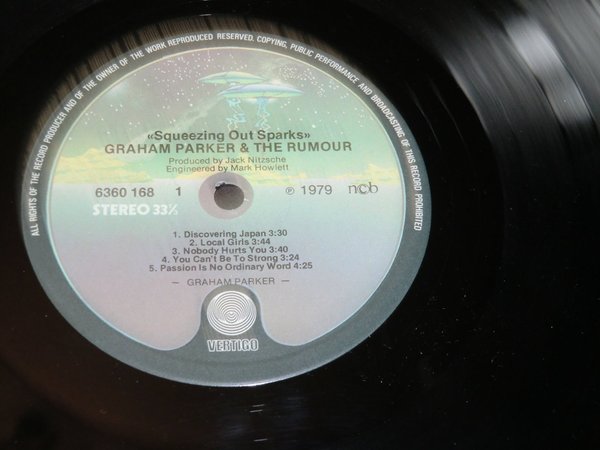 ALL RIGHTS OF THE RECORD PRODUCER AND OF THE OWNER OF THE WORK REPRODUCED RESERVED, COPYING, PUBLIC PERFORMANCE AND BROADCASTING OF THIS RECORD PROHIBITED
«Squeezing Out Sparks»
GRAHAM PARKER & THE RUMOUR
Produced by Jack Nitzsche
Engineered by Mark Howlett
6360 168 1 ℗ 1979 ncb
STEREO 33⅓
1. Discovering Japan 3:30
2. Local Girls 3:44
3. Nobody Hurts You 3:40
4. You Can't Be To Strong 3:24
5. Passion Is No Ordinary Word 4:25
— GRAHAM PARKER —
VERTIGO